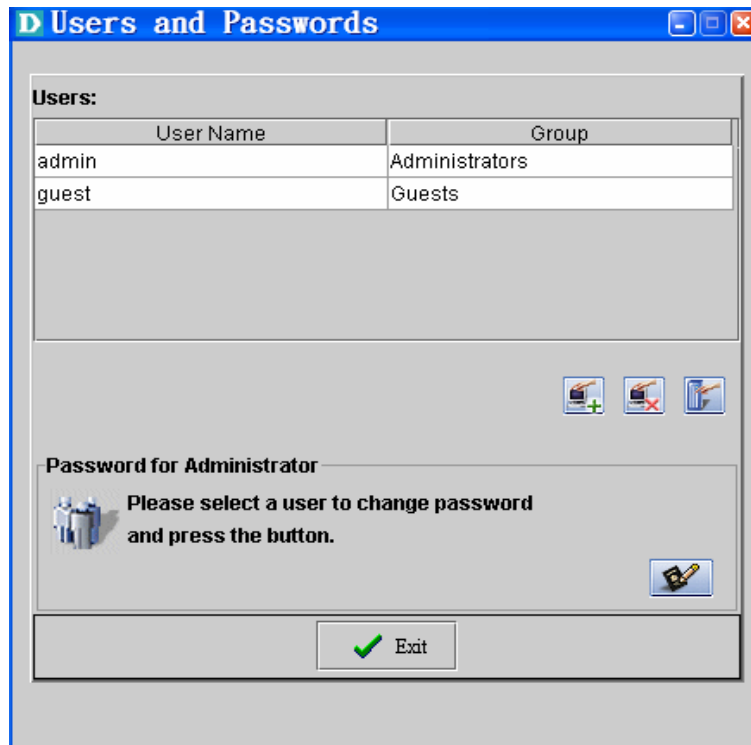 D Users and Passwords
Users:
User Name Group
admin Administrators
guest Guests
Password for Administrator
Please select a user to change password
and press the button.
Exit